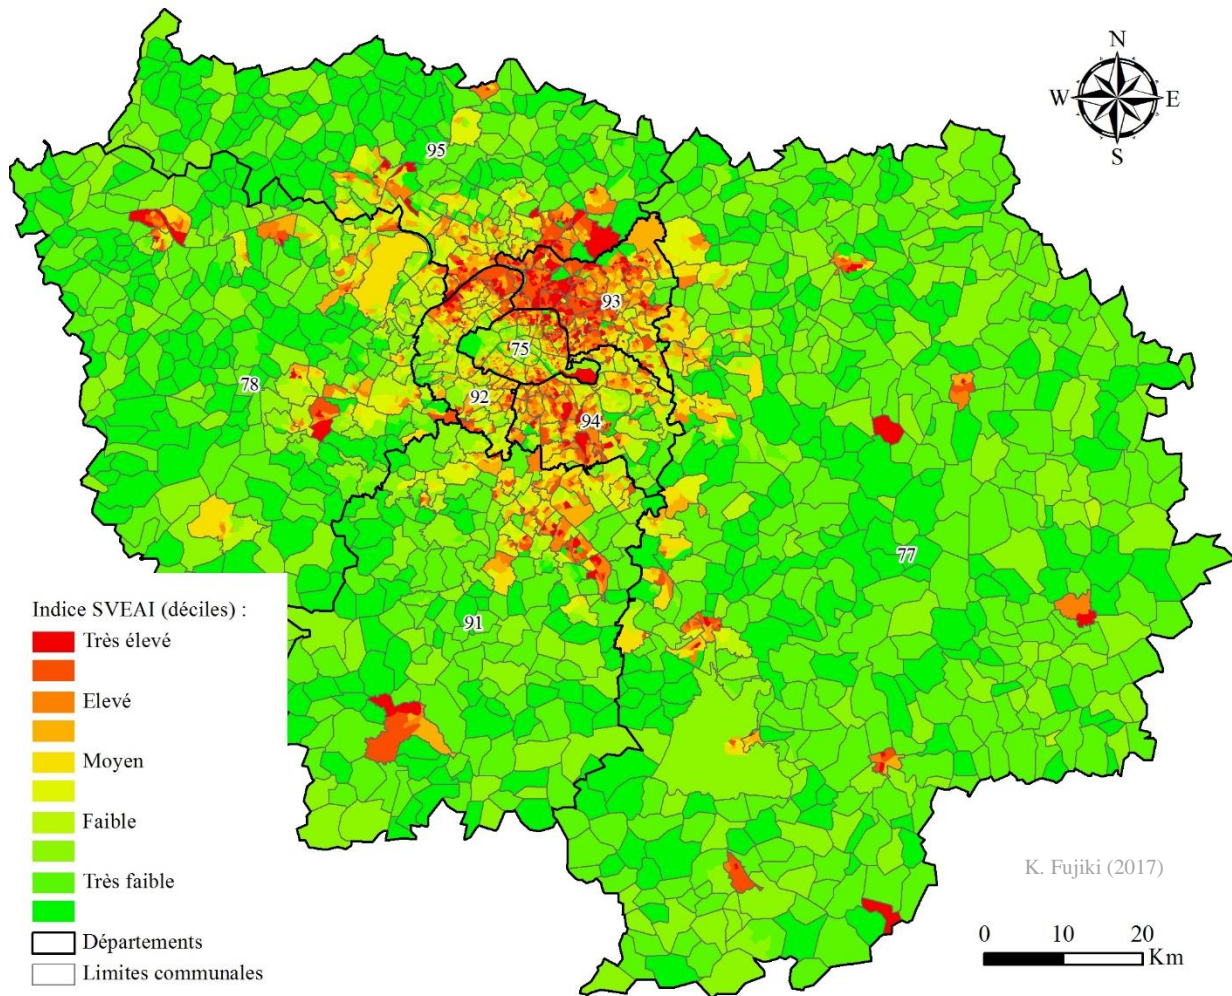 N
W E
S
95
93
75
78
92
94
77
91
Indice SVEAI (déciles) :
Très élevé
Elevé
Moyen
Faible
Très faible
Départements
Limites communales
K. Fujiki (2017)
0 10 20
Km